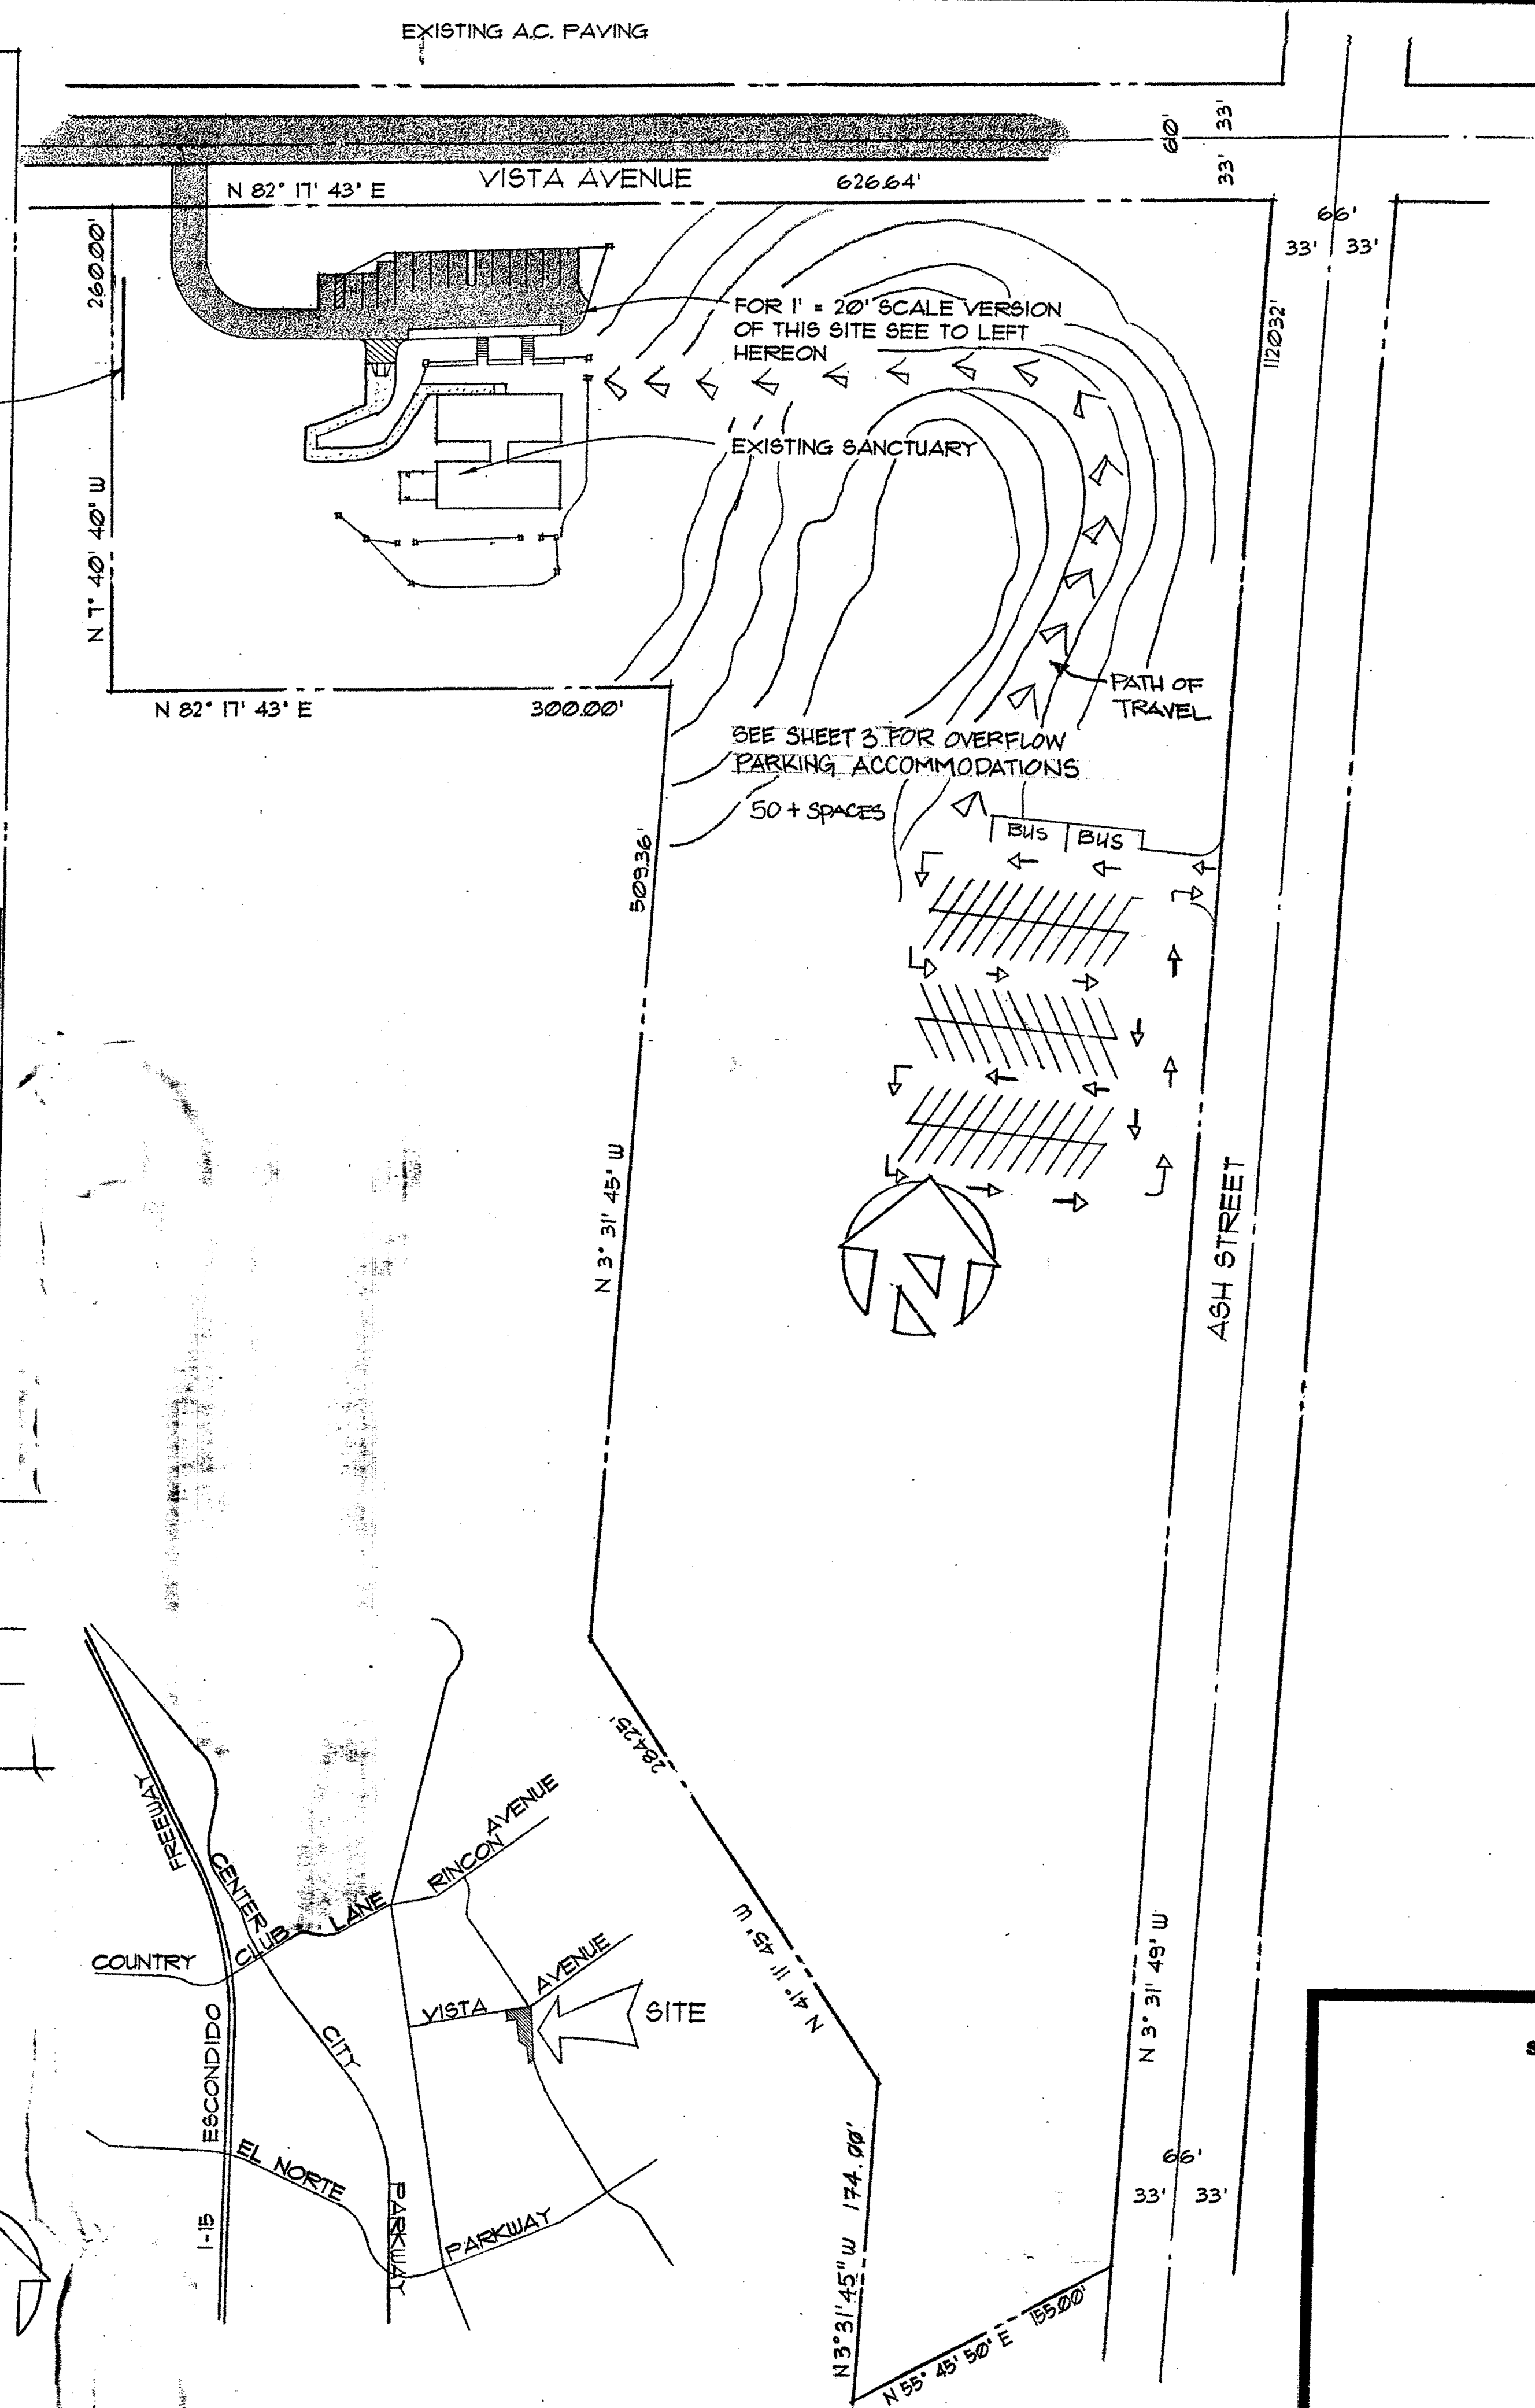 EXISTING A.C. PAVING
60'
33'
33'
VISTA AVENUE
N 82° 17' 43" E
626.64'
66'
33'
33'
260.00'
N 7° 40' 40" W
FOR 1" = 20' SCALE VERSION
OF THIS SITE SEE TO LEFT
HEREON
1120.32'
EXISTING SANCTUARY
PATH OF
TRAVEL
N 82° 17' 43" E
300.00'
SEE SHEET 3 FOR OVERFLOW
PARKING ACCOMMODATIONS
50 + SPACES
BUS
BUS
509.36'
N 3° 31' 45" W
N
ASH STREET
284.25'
N 41° 11' 45" W
N 3° 31' 49" W
66'
33'
33'
N 3° 31' 45" W 174.00'
N 55° 45' 50" E 155.00'
FREEWAY
CENTER
RINCON AVENUE
COUNTRY CLUB LANE
VISTA AVENUE
SITE
ESCONDIDO
CITY
EL NORTE
PARKWAY
PARKWAY
I-15